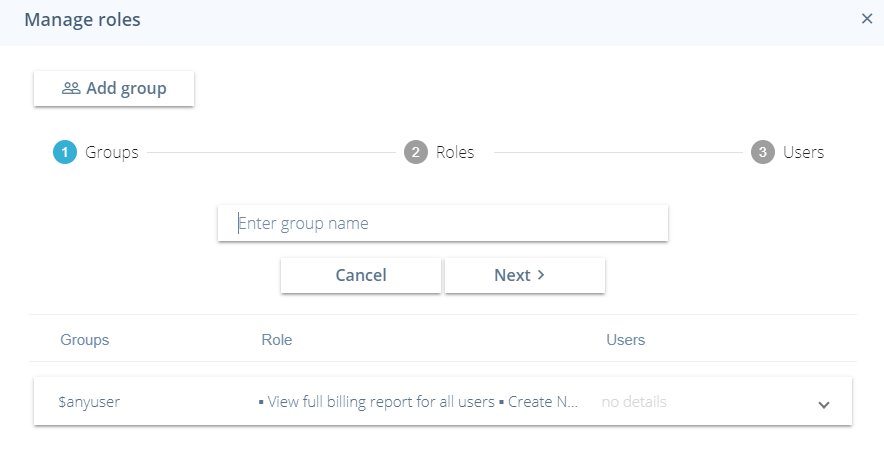 Manage roles
Add group
1 Groups 2 Roles 3 Users
Enter group name
Cancel Next
Groups Role Users
$anyuser ▪ View full billing report for all users ▪ Create N... no details